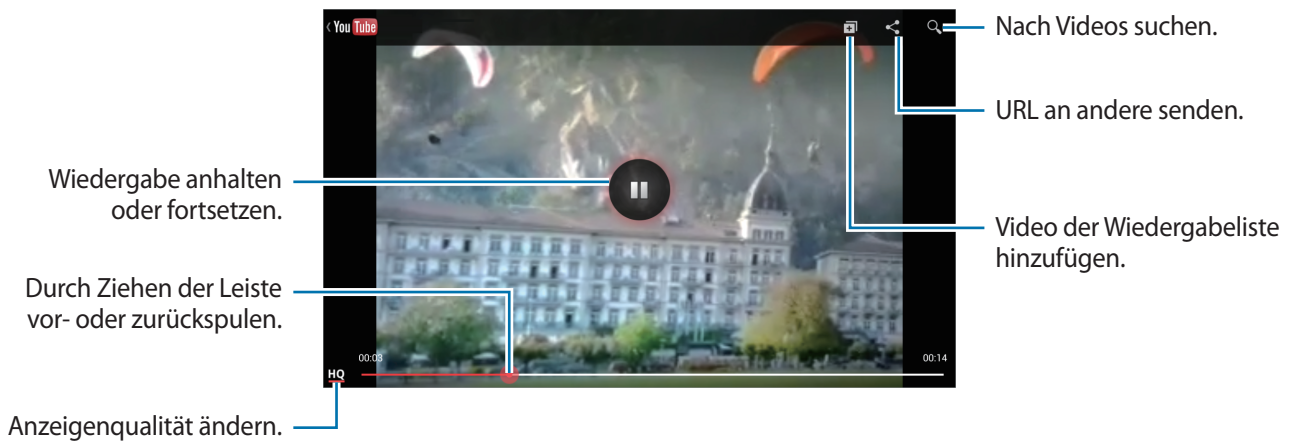 You Tube
Nach Videos suchen.
URL an andere senden.
Wiedergabe anhalten
oder fortsetzen.
Video der Wiedergabeliste
hinzufügen.
Durch Ziehen der Leiste
vor- oder zurückspulen.
00:03
00:14
HQ
Anzeigenqualität ändern.